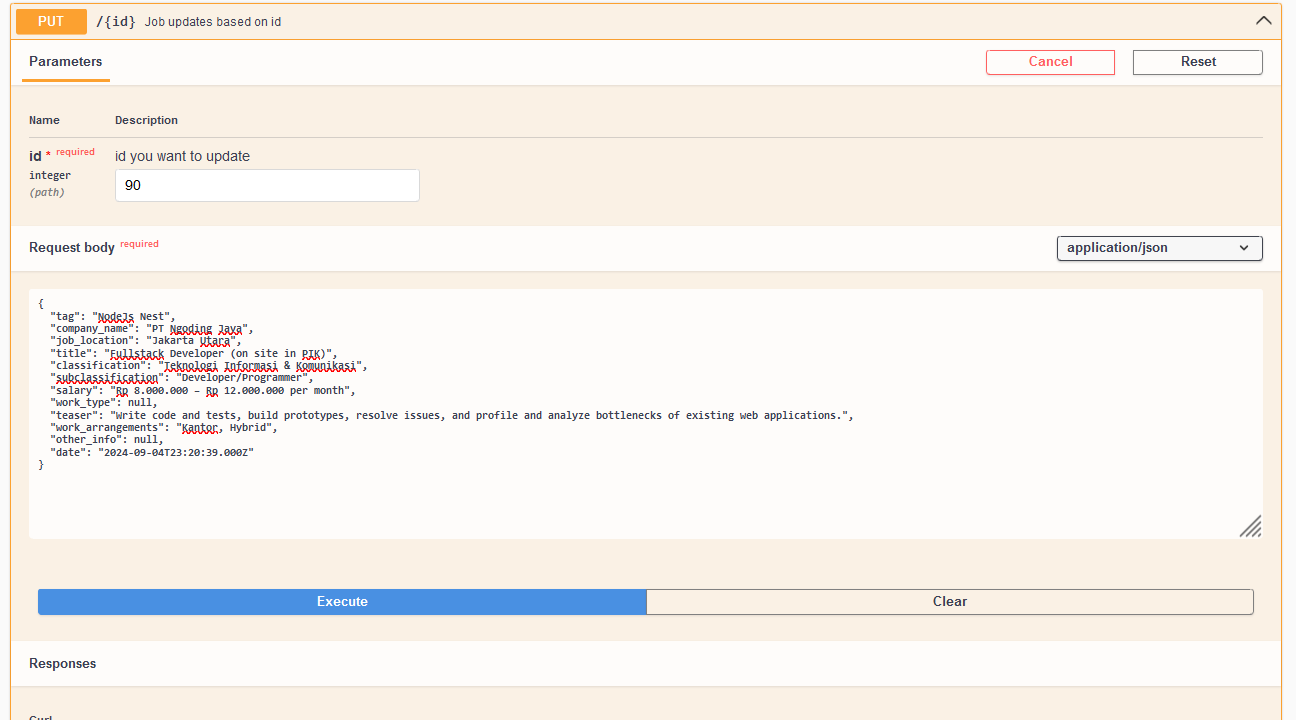 PUT /{id} Job updates based on id
Parameters
Cancel
Reset
Name Description
id * required id you want to update
integer
(path)
90
Request body required
application/json
{
"tag": "NodeJs Nest",
"company_name": "PT Ngoding Java",
"job_location": "Jakarta Utara",
"title": "Fullstack Developer (on site in PIK)",
"classification": "Teknologi Informasi & Komunikasi",
"subclassification": "Developer/Programmer",
"salary": "Rp 8.000.000 – Rp 12.000.000 per month",
"work_type": null,
"teaser": "Write code and tests, build prototypes, resolve issues, and profile and analyze bottlenecks of existing web applications.",
"work_arrangements": "Kantor, Hybrid",
"other_info": null,
"date": "2024-09-04T23:20:39.000Z"
}
Execute
Clear
Responses
Curl